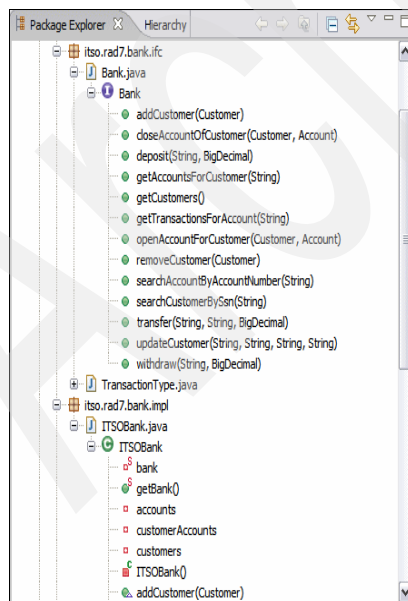 Package Explorer Hierarchy
itso.rad7.bank.ifc
Bank.java
Bank
addCustomer(Customer)
closeAccountOfCustomer(Customer, Account)
deposit(String, BigDecimal)
getAccountsForCustomer(String)
getCustomers()
getTransactionsForAccount(String)
openAccountForCustomer(Customer, Account)
removeCustomer(Customer)
searchAccountByAccountNumber(String)
searchCustomerBySsn(String)
transfer(String, String, BigDecimal)
updateCustomer(String, String, String, String)
withdraw(String, BigDecimal)
TransactionType.java
itso.rad7.bank.impl
ITSOBank.java
ITSOBank
bank
getBank()
accounts
customerAccounts
customers
ITSOBank()
addCustomer(Customer)